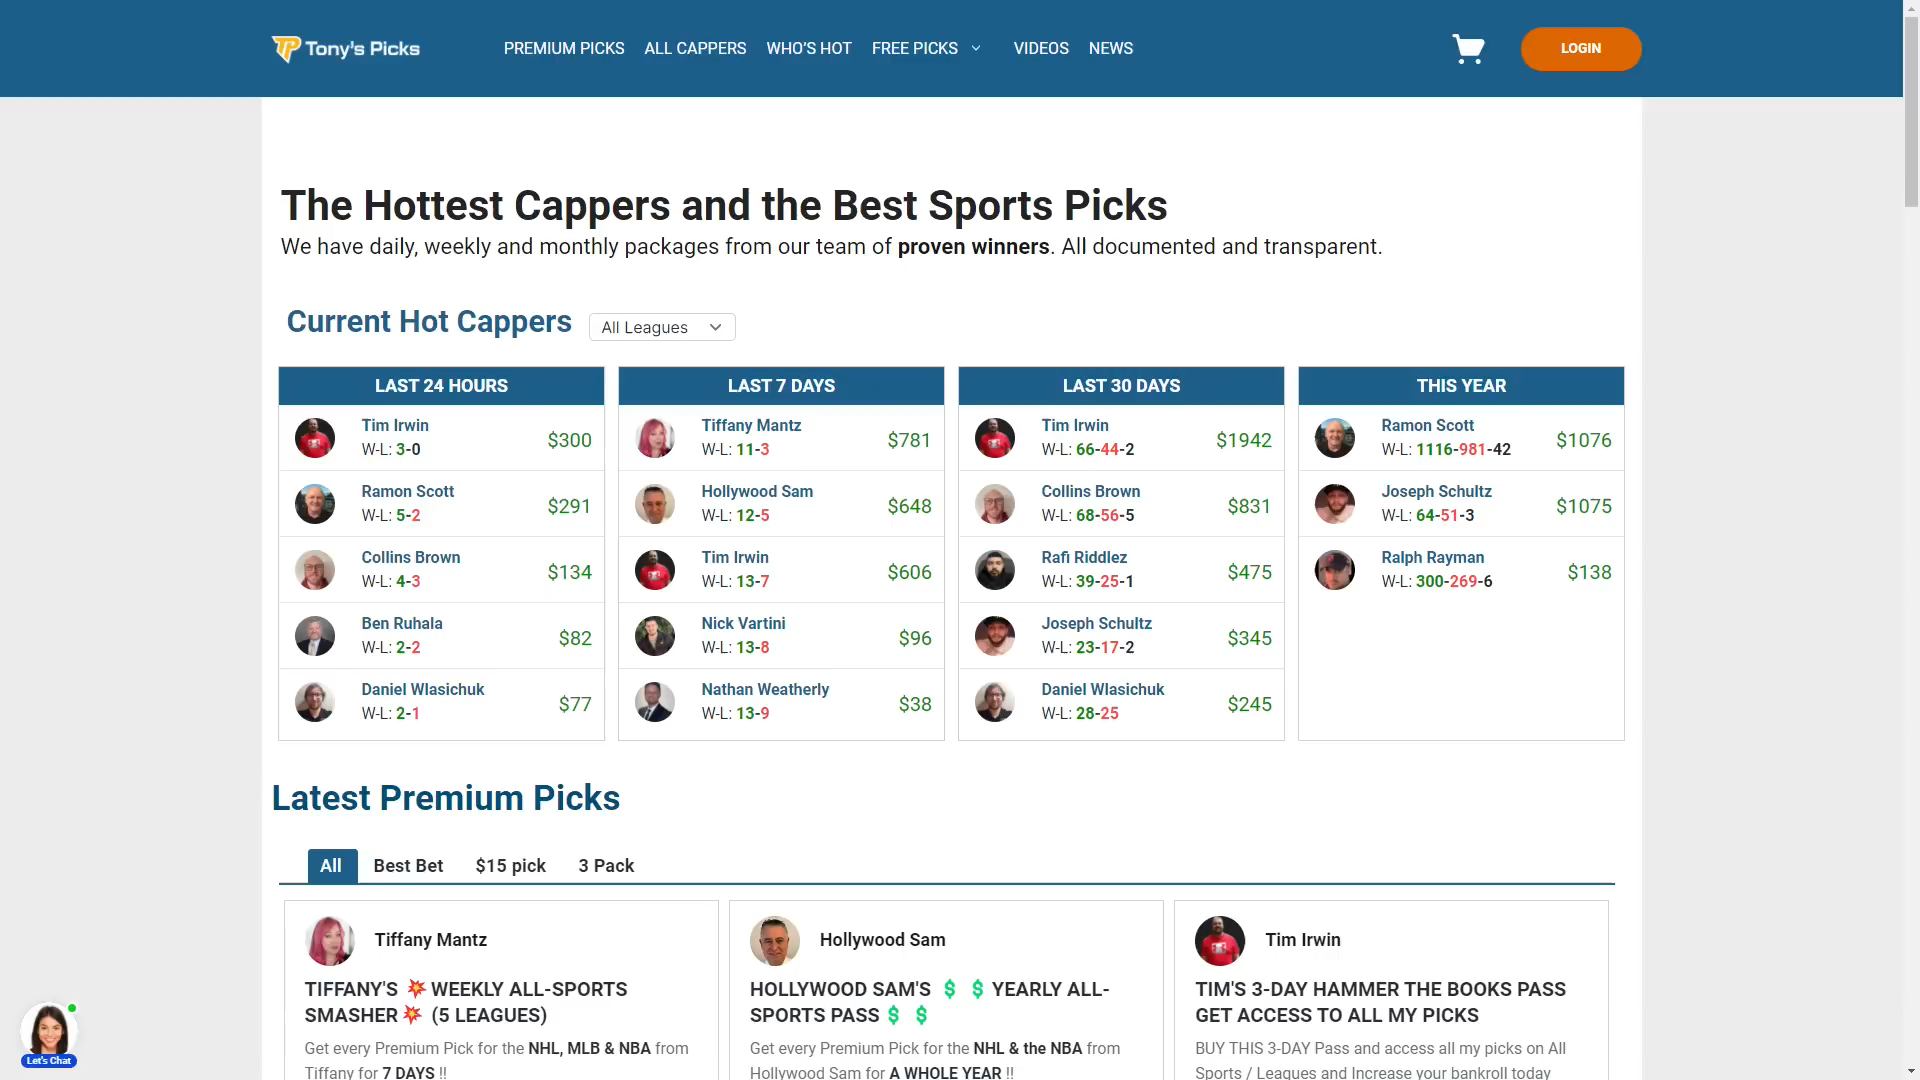 Tony's Picks
PREMIUM PICKS ALL CAPPERS WHO'S HOT FREE PICKS VIDEOS NEWS
LOGIN
The Hottest Cappers and the Best Sports Picks
We have daily, weekly and monthly packages from our team of proven winners. All documented and transparent.
Current Hot Cappers
All Leagues
LAST 24 HOURS
Tim Irwin
W-L: 3-0
$300
Ramon Scott
W-L: 5-2
$291
Collins Brown
W-L: 4-3
$134
Ben Ruhala
W-L: 2-2
$82
Daniel Wlasichuk
W-L: 2-1
$77
LAST 7 DAYS
Tiffany Mantz
W-L: 11-3
$781
Hollywood Sam
W-L: 12-5
$648
Tim Irwin
W-L: 13-7
$606
Nick Vartini
W-L: 13-8
$96
Nathan Weatherly
W-L: 13-9
$38
LAST 30 DAYS
Tim Irwin
W-L: 66-44-2
$1942
Collins Brown
W-L: 68-56-5
$831
Rafi Riddlez
W-L: 39-25-1
$475
Joseph Schultz
W-L: 23-17-2
$345
Daniel Wlasichuk
W-L: 28-25
$245
THIS YEAR
Ramon Scott
W-L: 1116-981-42
$1076
Joseph Schultz
W-L: 64-51-3
$1075
Ralph Rayman
W-L: 300-269-6
$138
Latest Premium Picks
All Best Bet $15 pick 3 Pack
Tiffany Mantz
TIFFANY'S 💥 WEEKLY ALL-SPORTS
SMASHER 💥 (5 LEAGUES)
Get every Premium Pick for the NHL, MLB & NBA from
Tiffany for 7 DAYS !!
Hollywood Sam
HOLLYWOOD SAM'S 💲 💲 YEARLY ALL-
SPORTS PASS 💲 💲
Get every Premium Pick for the NHL & the NBA from
Hollywood Sam for A WHOLE YEAR !!
Tim Irwin
TIM'S 3-DAY HAMMER THE BOOKS PASS
GET ACCESS TO ALL MY PICKS
BUY THIS 3-DAY Pass and access all my picks on All
Sports / Leagues and Increase your bankroll today
Let's Chat